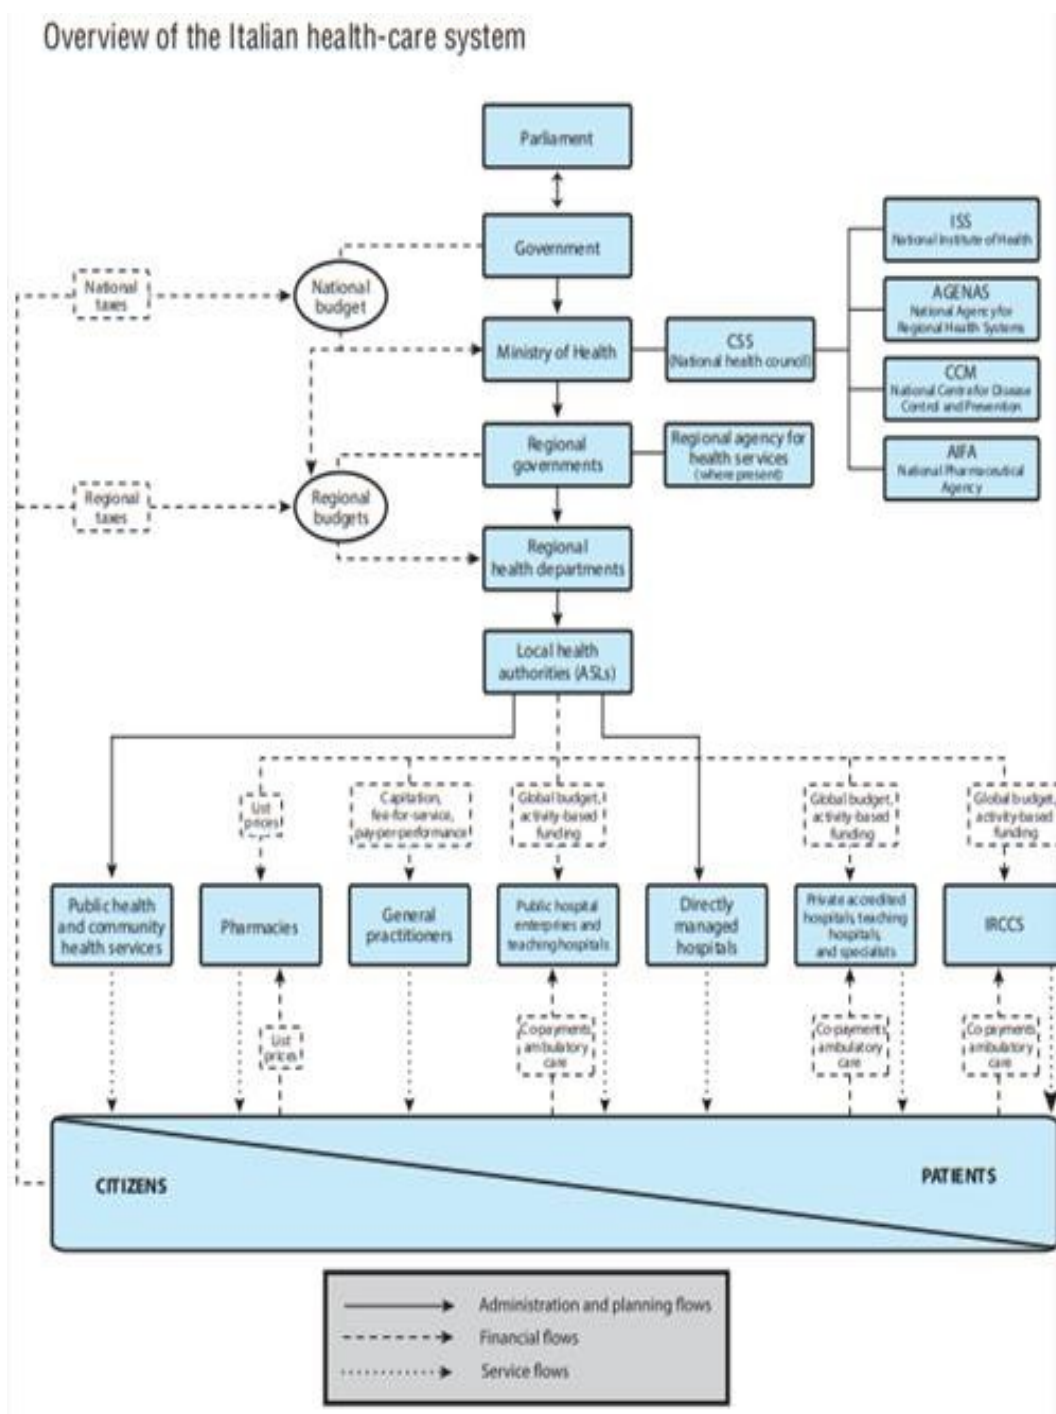 Overview of the Italian health-care system
Parliament
Government
ISS
National Institute of Health
National
taxes
National
budget
AGENAS
National Agency for
Regional Health Systems
Ministry of Health
CSS
(National health council)
CCM
National Centre for Disease
Control and Prevention
Regional
governments
Regional agency for
health services
(where present)
AIFA
National Pharmaceutical
Agency
Regional
taxes
Regional
budgets
Regional
health departments
Local health
authorities (ASLs)
List
prices
Capitation,
fee-for-service,
pay-per-performance
Global budget,
activity-based
funding
Global budget,
activity-based
funding
Global budget,
activity-based
funding
Public health
and community
health services
Pharmacies
General
practitioners
Public hospital
enterprises and
teaching hospitals
Directly
managed
hospitals
Private accredited
hospitals, teaching
hospitals,
and specialists
IRCCS
List
prices
Co-payments
ambulatory
care
Co-payments
ambulatory
care
Co-payments
ambulatory
care
CITIZENS
PATIENTS
Administration and planning flows
Financial flows
Service flows